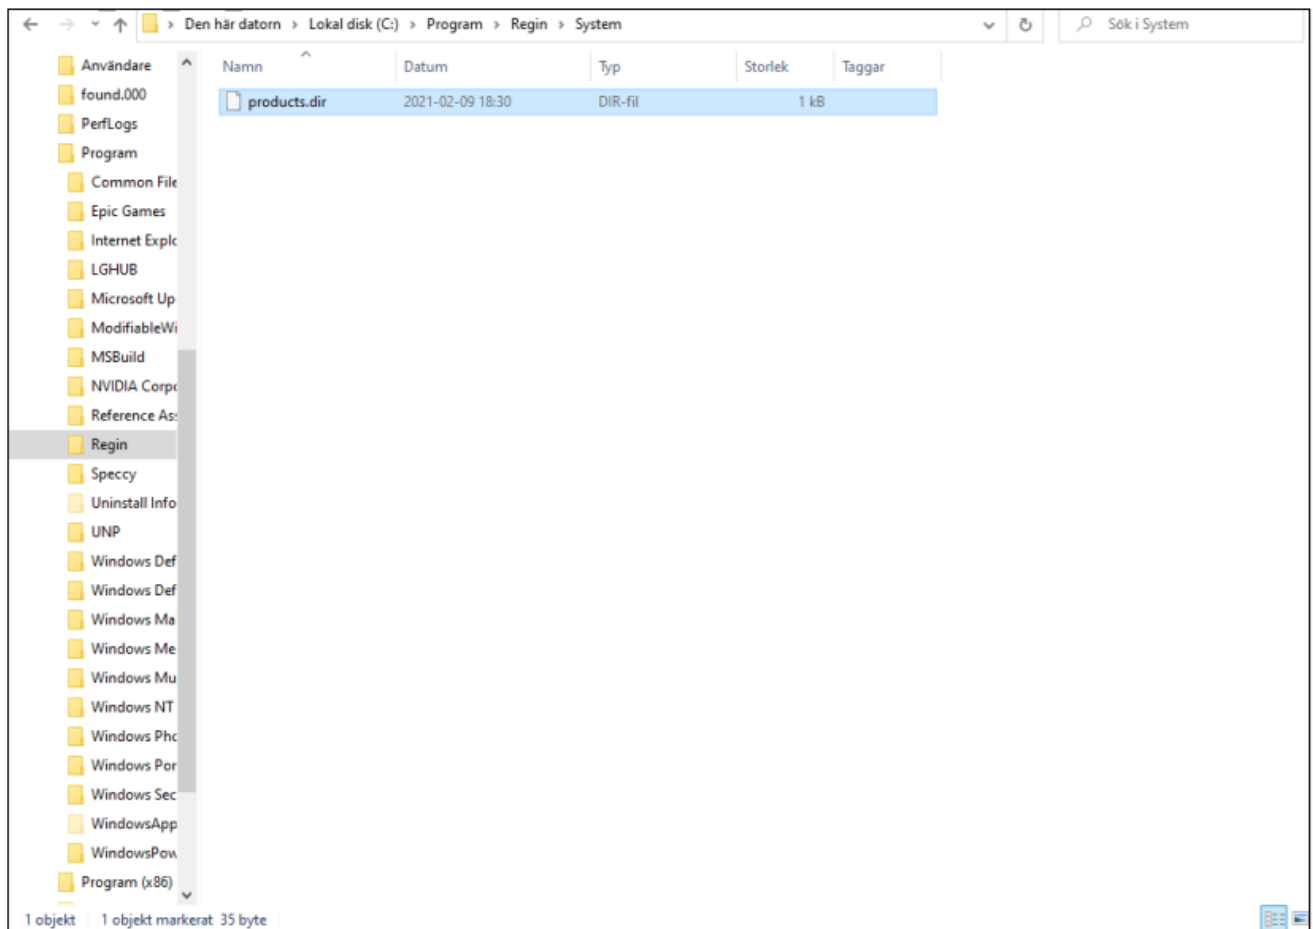 Den här datorn > Lokal disk (C:) > Program > Regin > System
Sök i System
Namn Datum Typ Storlek Taggar
products.dir 2021-02-09 18:30 DIR-fil 1 kB
Användare
found.000
PerfLogs
Program
Common File
Epic Games
Internet Explo
LGHUB
Microsoft Up
ModifiableWi
MSBuild
NVIDIA Corpo
Reference Ass
Regin
Speccy
Uninstall Info
UNP
Windows Def
Windows Def
Windows Ma
Windows Me
Windows Mu
Windows NT
Windows Pho
Windows Por
Windows Sec
WindowsApp
WindowsPow
Program (x86)
1 objekt 1 objekt markerat 35 byte